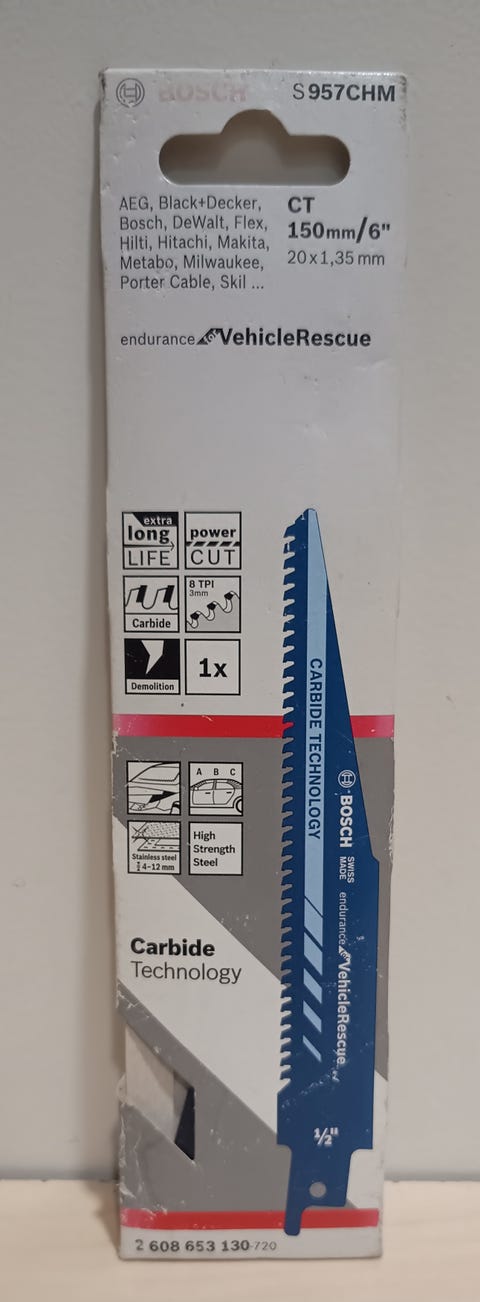 BOSCH
S 957CHM
AEG, Black+Decker,
Bosch, DeWalt, Flex,
Hilti, Hitachi, Makita,
Metabo, Milwaukee,
Porter Cable, Skil ...
CT
150mm/6"
20 x 1,35 mm
endurance for VehicleRescue
extra
long
LIFE
power
CUT
Carbide
8 TPI
3mm
Demolition
1x
A B C
Stainless steel
4–12 mm
High
Strength
Steel
Carbide
Technology
CARBIDE TECHNOLOGY
BOSCH
SWISS
MADE
endurance for VehicleRescue
½"
2 608 653 130-720